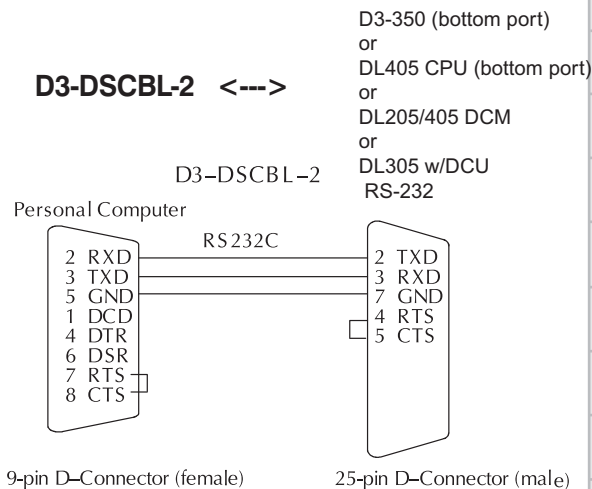 D3-350 (bottom port)
or
DL405 CPU (bottom port)
or
DL205/405 DCM
or
DL305 w/DCU
RS-232
D3-DSCBL-2 <--->
D3–DSCBL–2
Personal Computer
RS232C
2 RXD
3 TXD
5 GND
1 DCD
4 DTR
6 DSR
7 RTS
8 CTS
2 TXD
3 RXD
7 GND
4 RTS
5 CTS
9-pin D–Connector (female)
25-pin D–Connector (male)